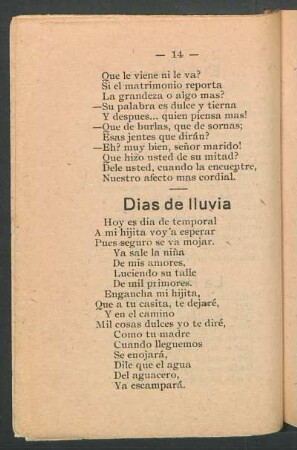 — 14 —
Que le viene ni le va?
Si el matrimonio reporta
La grandeza o algo mas?
—Su palabra es dulce y tierna
Y despues... quien piensa mas!
—Que de burlas, que de sornas;
Esas jentes que dirán?
—Eh? muy bien, señor marido!
Que hizo usted de su mitad?
Dele usted, cuando la encuentre,
Nuestro afecto mas cordial.
Dias de lluvia
Hoy es dia de temporal
A mi hijita voy a esperar
Pues seguro se va mojar.
Ya sale la niña
De mis amores,
Luciendo su talle
De mil primores.
Engancha mi hijita,
Que a tu casita, te dejaré,
Y en el camino
Mil cosas dulces yo te diré,
Como tu madre
Cuando lleguemos
Se enojará,
Dile que el agua
Del aguacero,
Ya escampará.